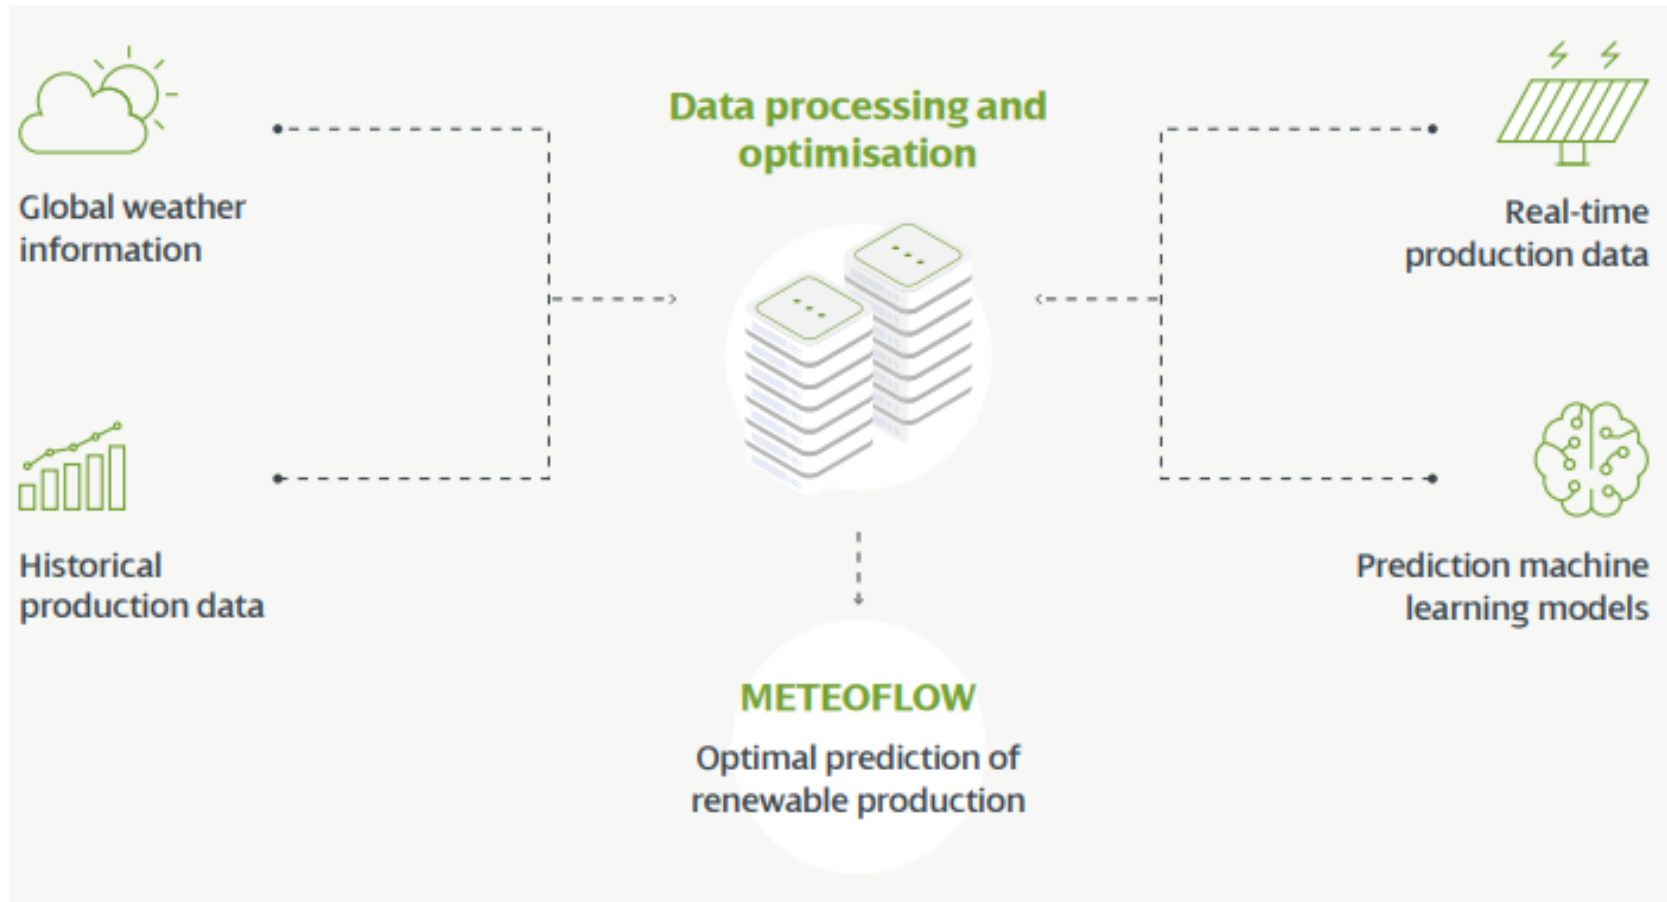 Global weather
information
Historical
production data
Data processing and
optimisation
METEOFLOW
Optimal prediction of
renewable production
Real-time
production data
Prediction machine
learning models